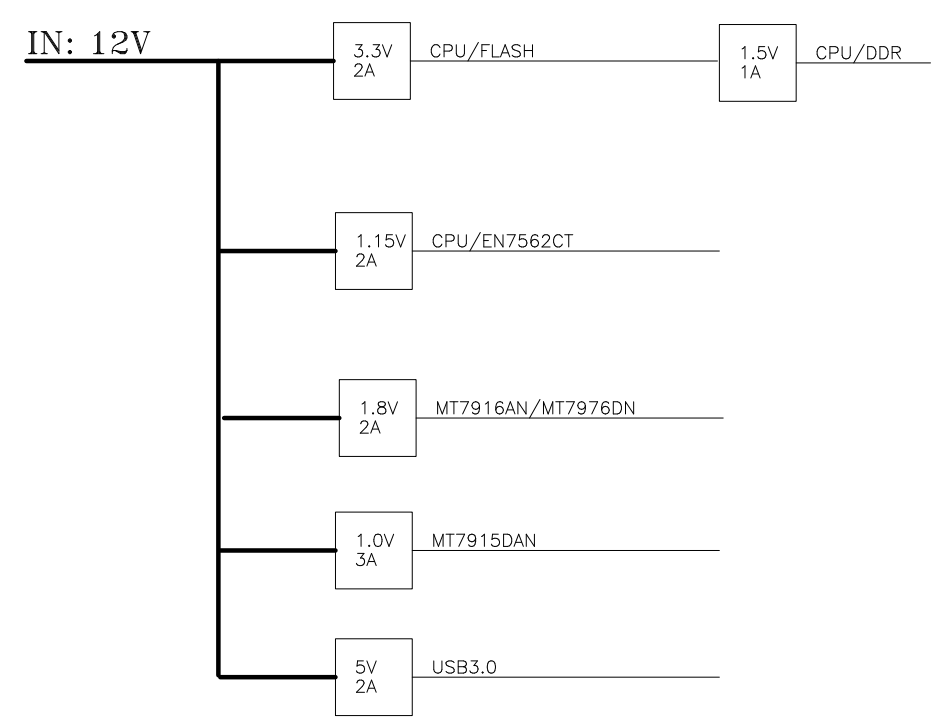 IN: 12V
3.3V
2A
CPU/FLASH
1.5V
1A
CPU/DDR
1.15V
2A
CPU/EN7562CT
1.8V
2A
MT7916AN/MT7976DN
1.0V
3A
MT7915DAN
5V
2A
USB3.0